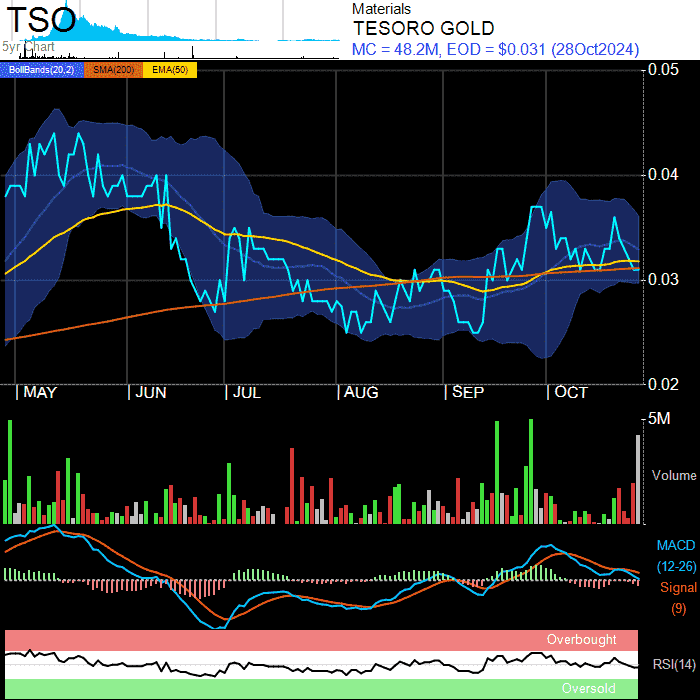 TSO
5yr Chart
Materials
TESORO GOLD
MC = 48.2M, EOD = $0.031 (28Oct2024)
BollBands(20,2) SMA(200) EMA(50)
0.05
0.04
0.03
0.02
MAY JUN JUL AUG SEP OCT
5M
Volume
MACD
(12-26)
Signal
(9)
Overbought
RSI(14)
Oversold